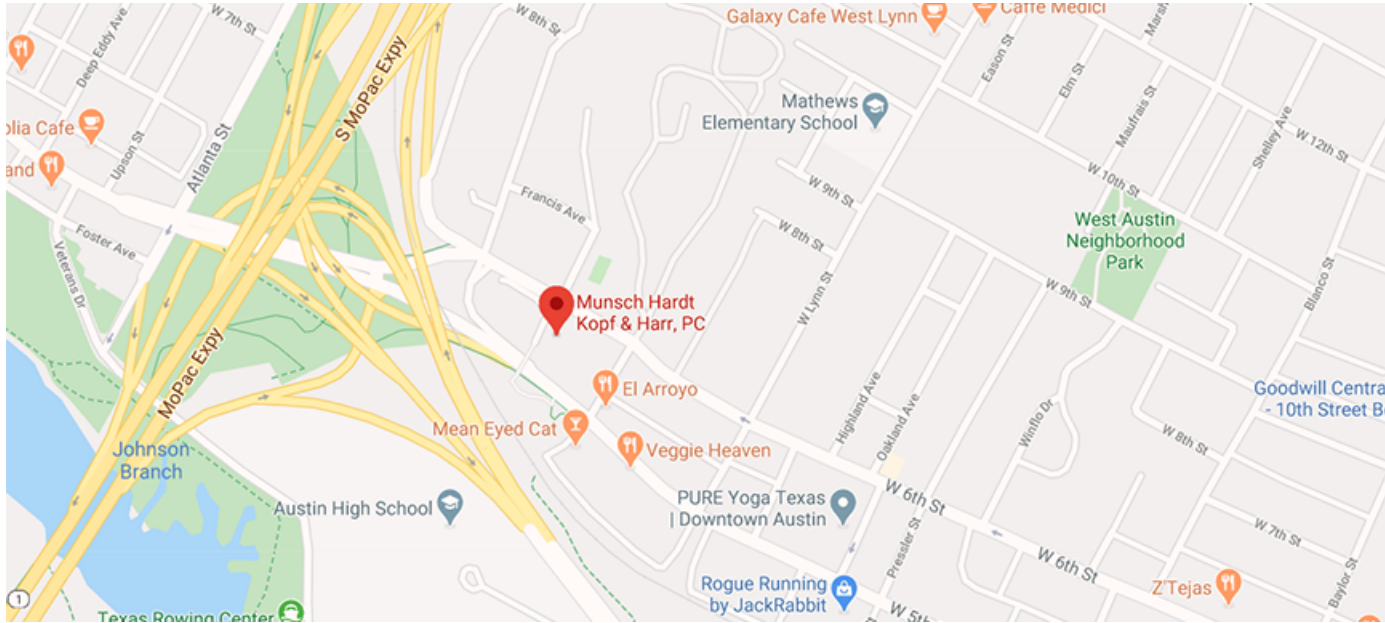 W 7th St
W 8th St
Galaxy Cafe West Lynn
Caffe Medici
Deep Eddy Ave
S MoPac Expy
Eason St
Elm St
Mathews
Elementary School
Maufrais St
Shelley Ave
W 12th St
olia Cafe
and
Upson St
Atlanta St
Francis Ave
W 9th St
W 10th St
West Austin
Neighborhood
Park
Foster Ave
Veterans Dr
W 8th St
W Lynn St
W 9th St
Blanco St
Munsch Hardt
Kopf & Harr, PC
MoPac Expy
El Arroyo
Goodwill Centra
- 10th Street B
Mean Eyed Cat
Veggie Heaven
Highland Ave
Oakland Ave
Winflo Dr
W 8th St
Johnson
Branch
Austin High School
PURE Yoga Texas
| Downtown Austin
W 6th St
W 7th St
Pressler St
W 6th St
Rogue Running
by JackRabbit
Z'Tejas
Baylor St
1
Texas Rowing Center
W 5th